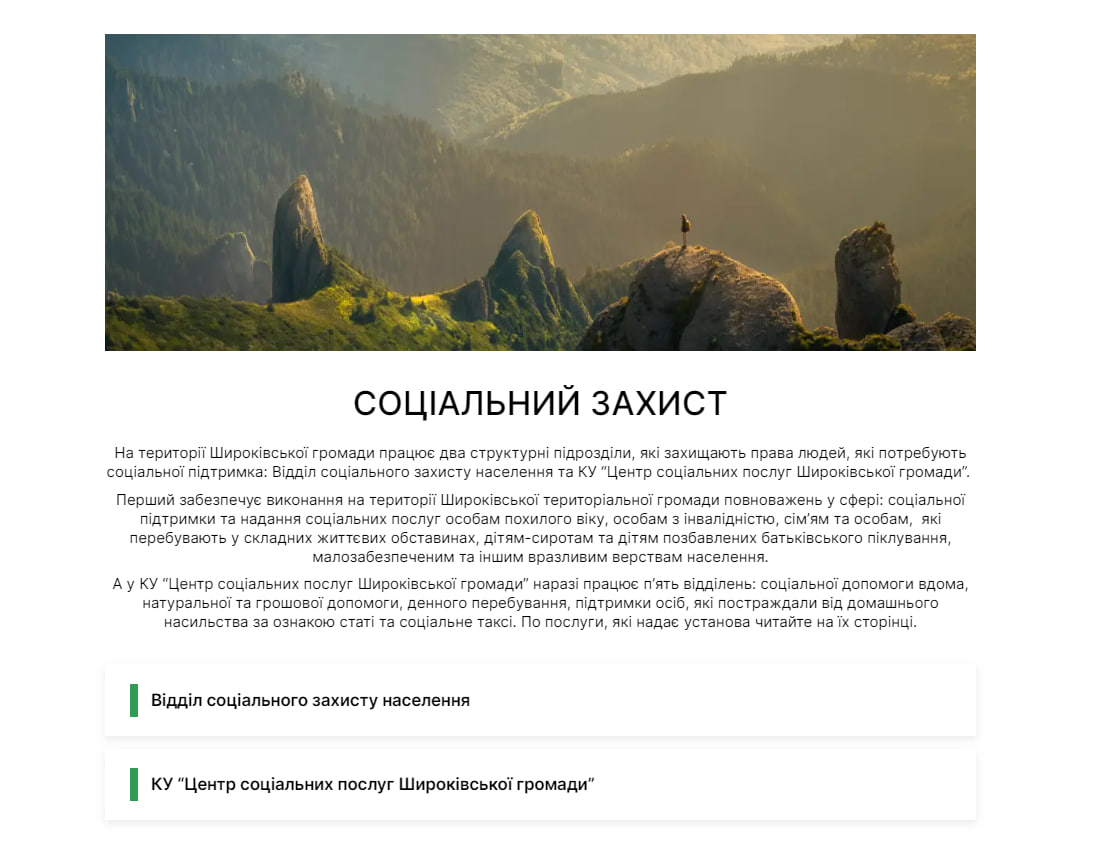 СОЦІАЛЬНИЙ ЗАХИСТ
На території Широківської громади працює два структурні підрозділи, які захищають права людей, які потребують
соціальної підтримка: Відділ соціального захисту населення та КУ “Центр соціальних послуг Широківської громади”.
Перший забезпечує виконання на території Широківської територіальної громади повноважень у сфері: соціальної
підтримки та надання соціальних послуг особам похилого віку, особам з інвалідністю, сім’ям та особам, які
перебувають у складних життєвих обставинах, дітям-сиротам та дітям позбавлених батьківського піклування,
малозабезпеченим та іншим вразливим верствам населення.
А у КУ “Центр соціальних послуг Широківської громади” наразі працює п’ять відділень: соціальної допомоги вдома,
натуральної та грошової допомоги, денного перебування, підтримки осіб, які постраждали від домашнього
насильства за ознакою статі та соціальне таксі. По послуги, які надає установа читайте на їх сторінці.
Відділ соціального захисту населення
КУ “Центр соціальних послуг Широківської громади”